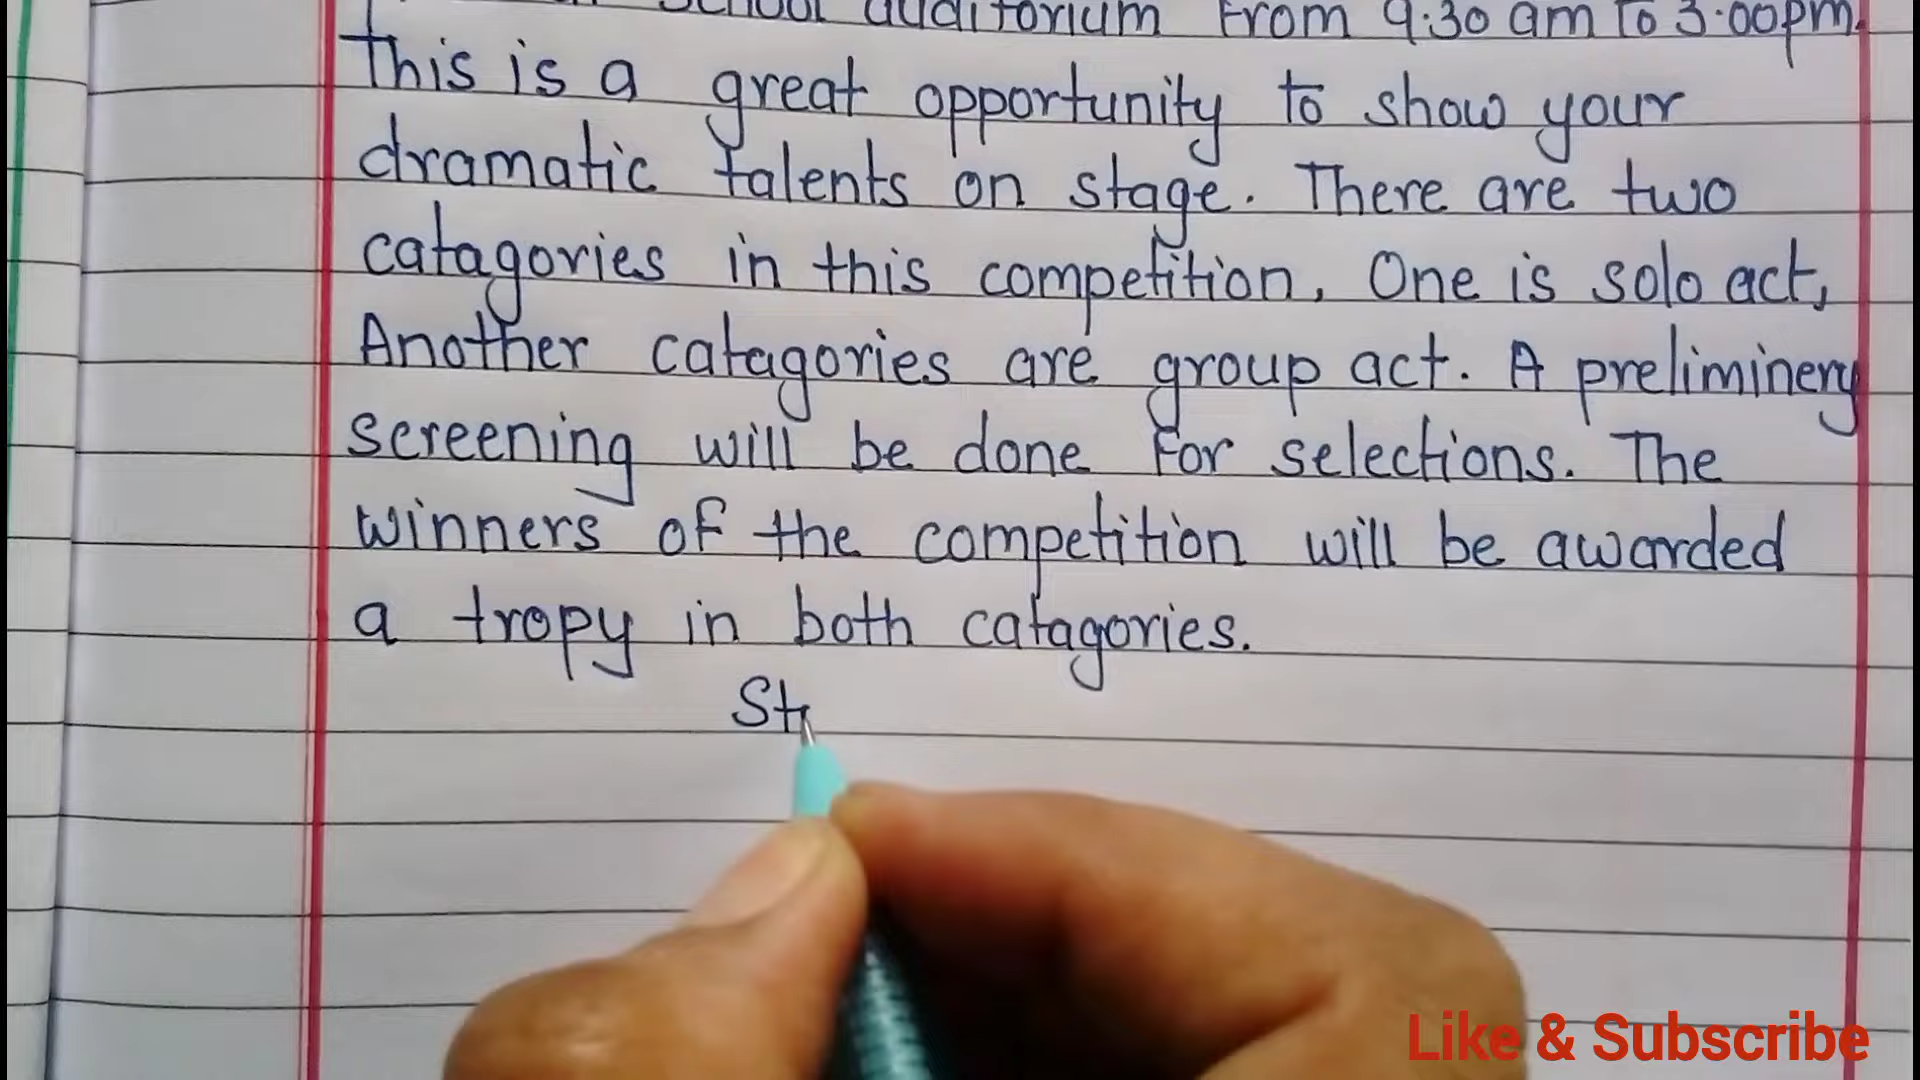 School auditorium From 9:30 am to 3:00pm.
This is a great opportunity to show your
dramatic talents on stage. There are two
catagories in this competition. One is solo act,
Another catagories are group act. A preliminery
screening will be done for selections. The
winners of the competition will be awarded
a tropy in both catagories.
St
Like & Subscribe